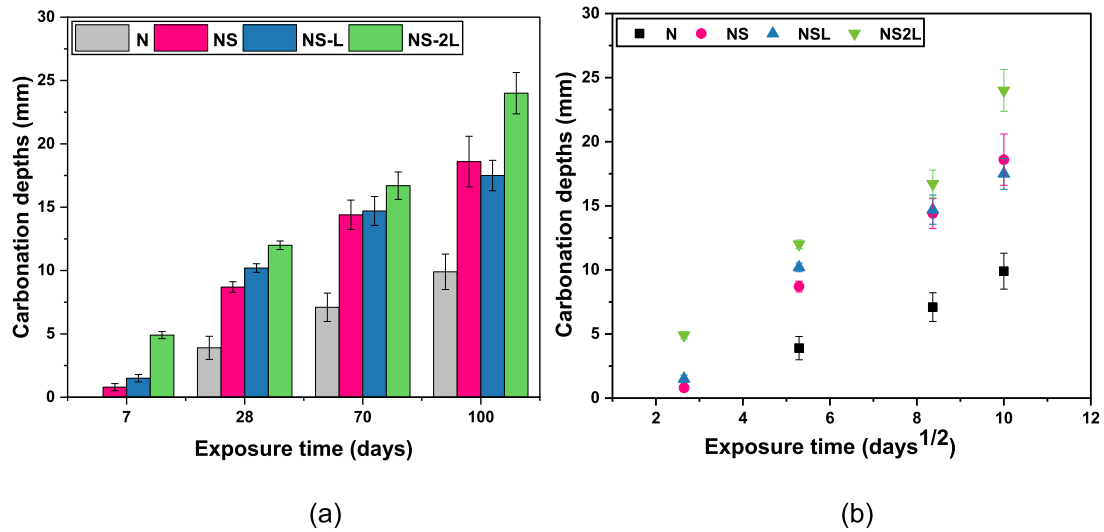 N NS NS-L NS-2L
30
25
20
15
10
5
0
Carbonation depths (mm)
7 28 70 100
Exposure time (days)
(a)
N NS NSL NS2L
30
25
20
15
10
5
0
Carbonation depths (mm)
2 4 6 8 10 12
Exposure time (days1/2)
(b)